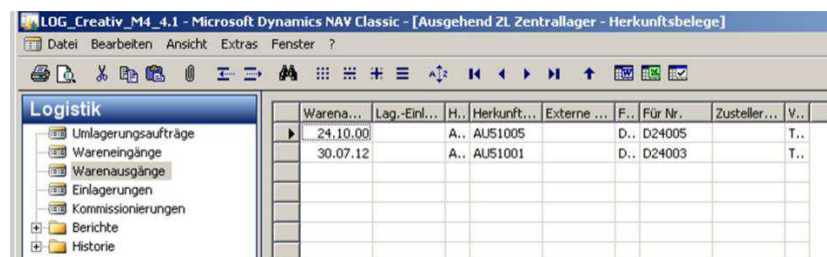 LOG_Creativ_M4_4.1 - Microsoft Dynamics NAV Classic - [Ausgehend ZL Zentrallager - Herkunftsbelege]
Datei Bearbeiten Ansicht Extras Fenster ?
Logistik
Umlagerungsaufträge
Wareneingänge
Warenausgänge
Einlagerungen
Kommissionierungen
Berichte
Historie
Warena... Lag.-Einl... H.. Herkunft... Externe ... F.. Für Nr. Zusteller... V..
24.10.00 A.. AU51005 D.. D24005 T..
30.07.12 A.. AU51001 D.. D24003 T..